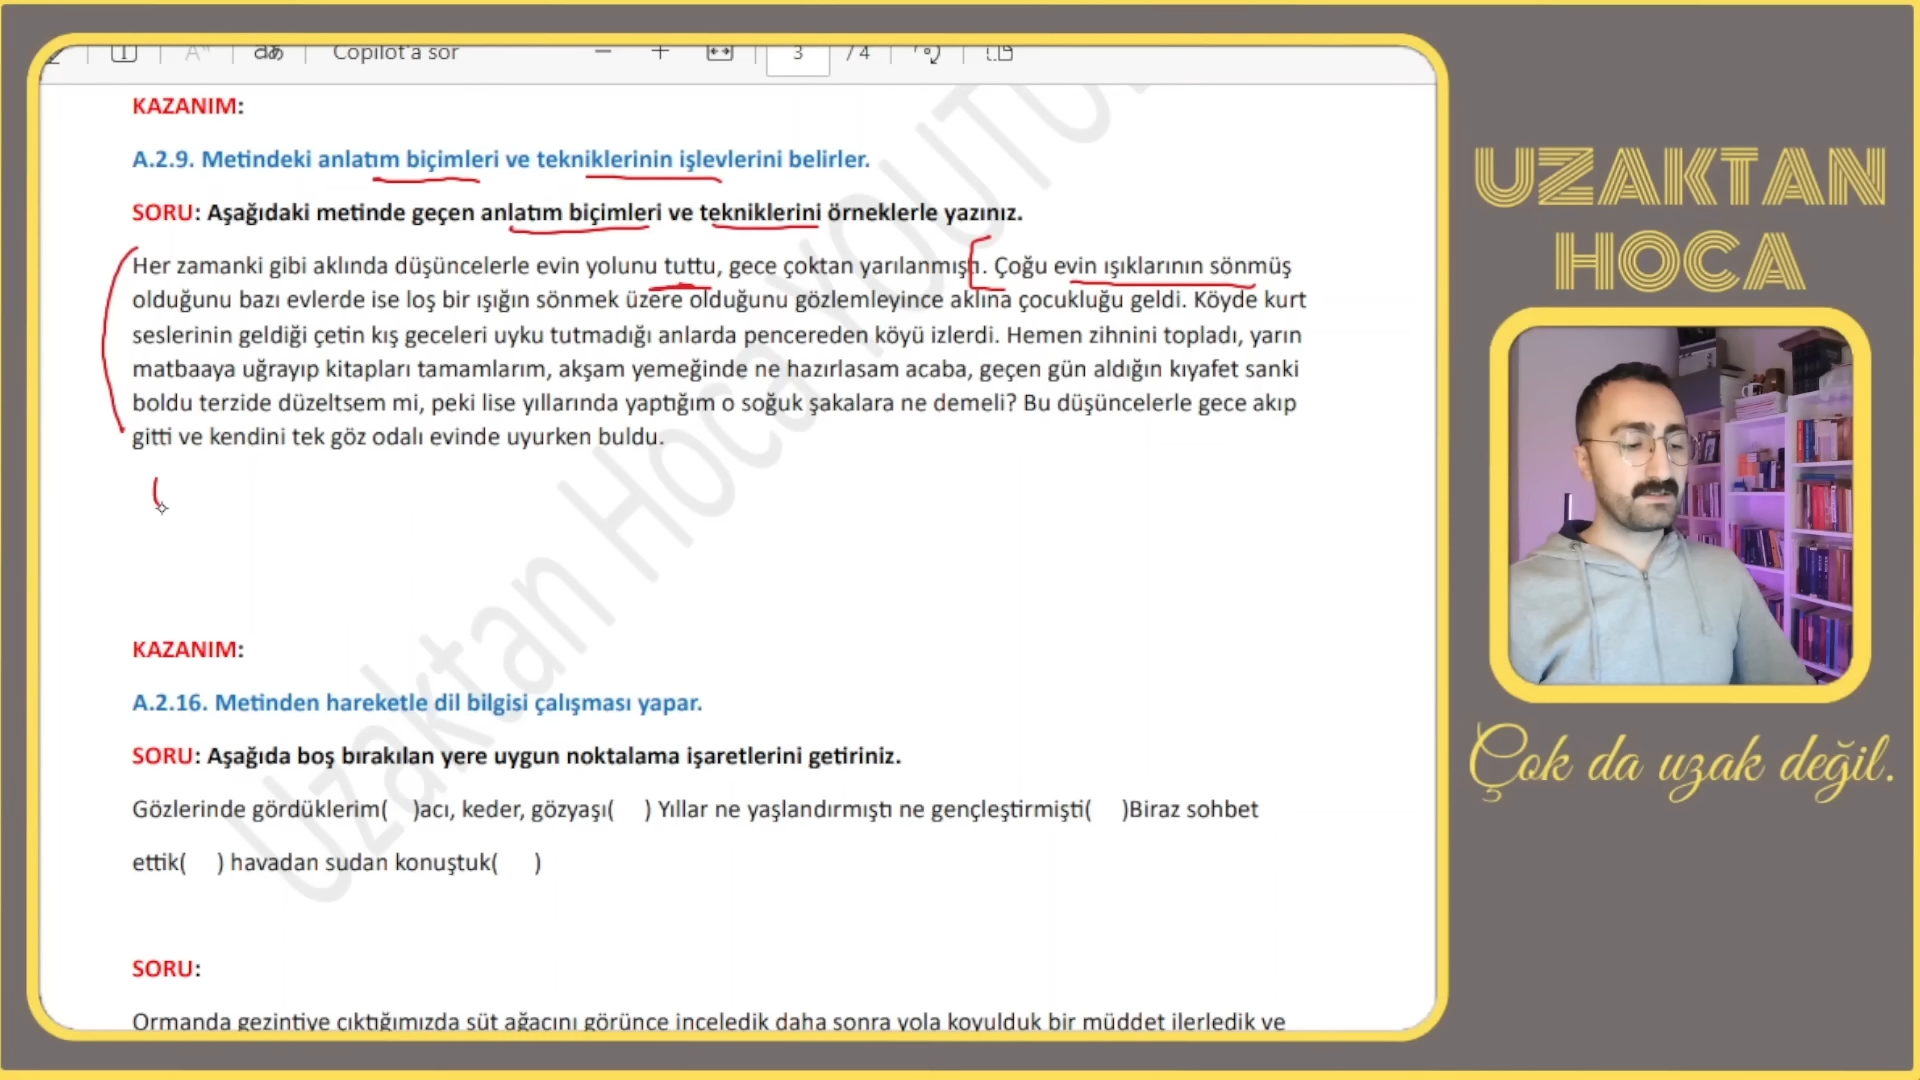 Copilot'a sor
3 / 4
KAZANIM:
A.2.9. Metindeki anlatım biçimleri ve tekniklerinin işlevlerini belirler.
SORU: Aşağıdaki metinde geçen anlatım biçimleri ve tekniklerini örneklerle yazınız.
Her zamanki gibi aklında düşüncelerle evin yolunu tuttu, gece çoktan yarılanmıştı. Çoğu evin ışıklarının sönmüş
olduğunu bazı evlerde ise loş bir ışığın sönmek üzere olduğunu gözlemleyince aklına çocukluğu geldi. Köyde kurt
seslerinin geldiği çetin kış geceleri uyku tutmadığı anlarda pencereden köyü izlerdi. Hemen zihnini topladı, yarın
matbaaya uğrayıp kitapları tamamlarım, akşam yemeğinde ne hazırlasam acaba, geçen gün aldığın kıyafet sanki
boldu terzide düzeltsem mi, peki lise yıllarında yaptığım o soğuk şakalara ne demeli? Bu düşüncelerle gece akıp
gitti ve kendini tek göz odalı evinde uyurken buldu.
KAZANIM:
A.2.16. Metinden hareketle dil bilgisi çalışması yapar.
SORU: Aşağıda boş bırakılan yere uygun noktalama işaretlerini getiriniz.
Gözlerinde gördüklerim(    )acı, keder, gözyaşı(    ) Yıllar ne yaşlandırmıştı ne gençleştirmişti(    )Biraz sohbet
ettik(    ) havadan sudan konuştuk(    )
SORU:
Ormanda gezintiye çıktığımızda süt ağacını görünce inceledik daha sonra yola koyulduk bir müddet ilerledik ve
Uzaktan Hoca YOUTU
UZAKTAN
HOCA
Çok da uzak değil.